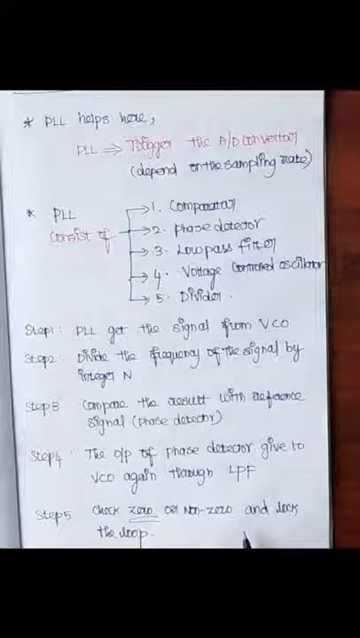 * PLL helps here,
PLL ⇒ Trigger the A/D Convertor
(depend on the sampling rate)
* PLL consist of
→ 1. Comparator
→ 2. Phase detector
→ 3. Low pass filter
→ 4. Voltage controlled oscillator
→ 5. Divider.
Step1: PLL get the signal from VCO
Step2: Divide the frequency of the signal by
integer N
Step3 Compare the result with reference
signal (phase detector)
Step4: The o/p of phase detector give to
VCO again through LPF
Step5 Check zero or Non-zero and lock
the loop.